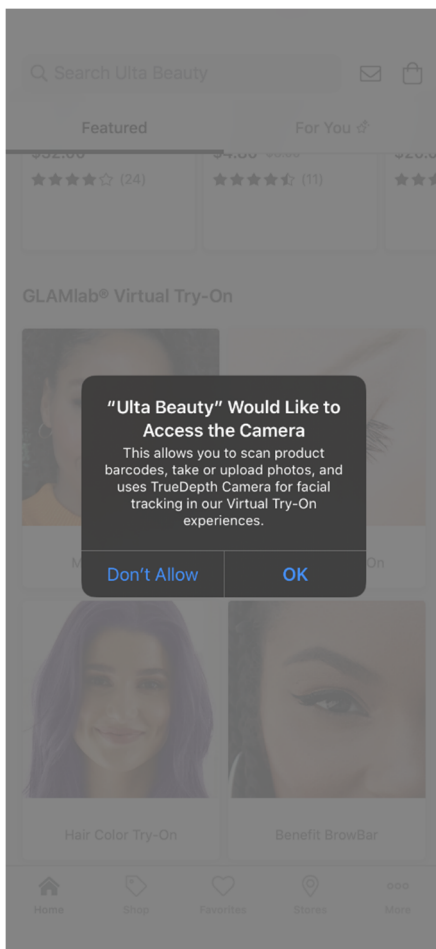 Search Ulta Beauty
Featured
For You
(24)
(11)
GLAMlab® Virtual Try-On
“Ulta Beauty” Would Like to
Access the Camera
This allows you to scan product
barcodes, take or upload photos, and
uses TrueDepth Camera for facial
tracking in our Virtual Try-On
experiences.
Don’t Allow
OK
On
Hair Color Try-On
Benefit BrowBar
Home
Shop
Favorites
Stores
More